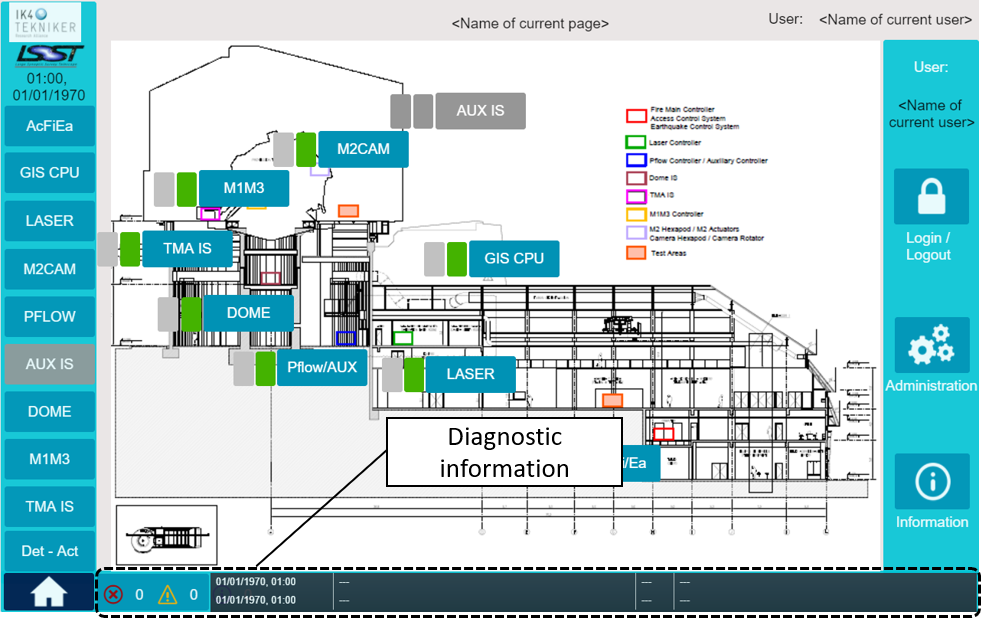 IK4
TEKNIKER
Research Alliance
LSST
<Name of current page>
User: <Name of current user>
01:00,
01/01/1970
AcFiEa
GIS CPU
LASER
M2CAM
PFLOW
AUX IS
DOME
M1M3
TMA IS
Det - Act
AUX IS
M2CAM
M1M3
TMA IS
GIS CPU
DOME
Pflow/AUX
LASER
i/Ea
Fire Main Controller
Access Control System
Earthquake Control System
Laser Controller
Pflow Controller / Auxiliary Controller
Dome IS
TMA IS
M1M3 Controller
M2 Hexapod / M2 Actuators
Camera Hexapod / Camera Rotator
Test Areas
Diagnostic
information
User:
<Name of
current user>
Login /
Logout
Administration
Information
0 0
01/01/1970, 01:00 --- --- ---
01/01/1970, 01:00 --- --- ---